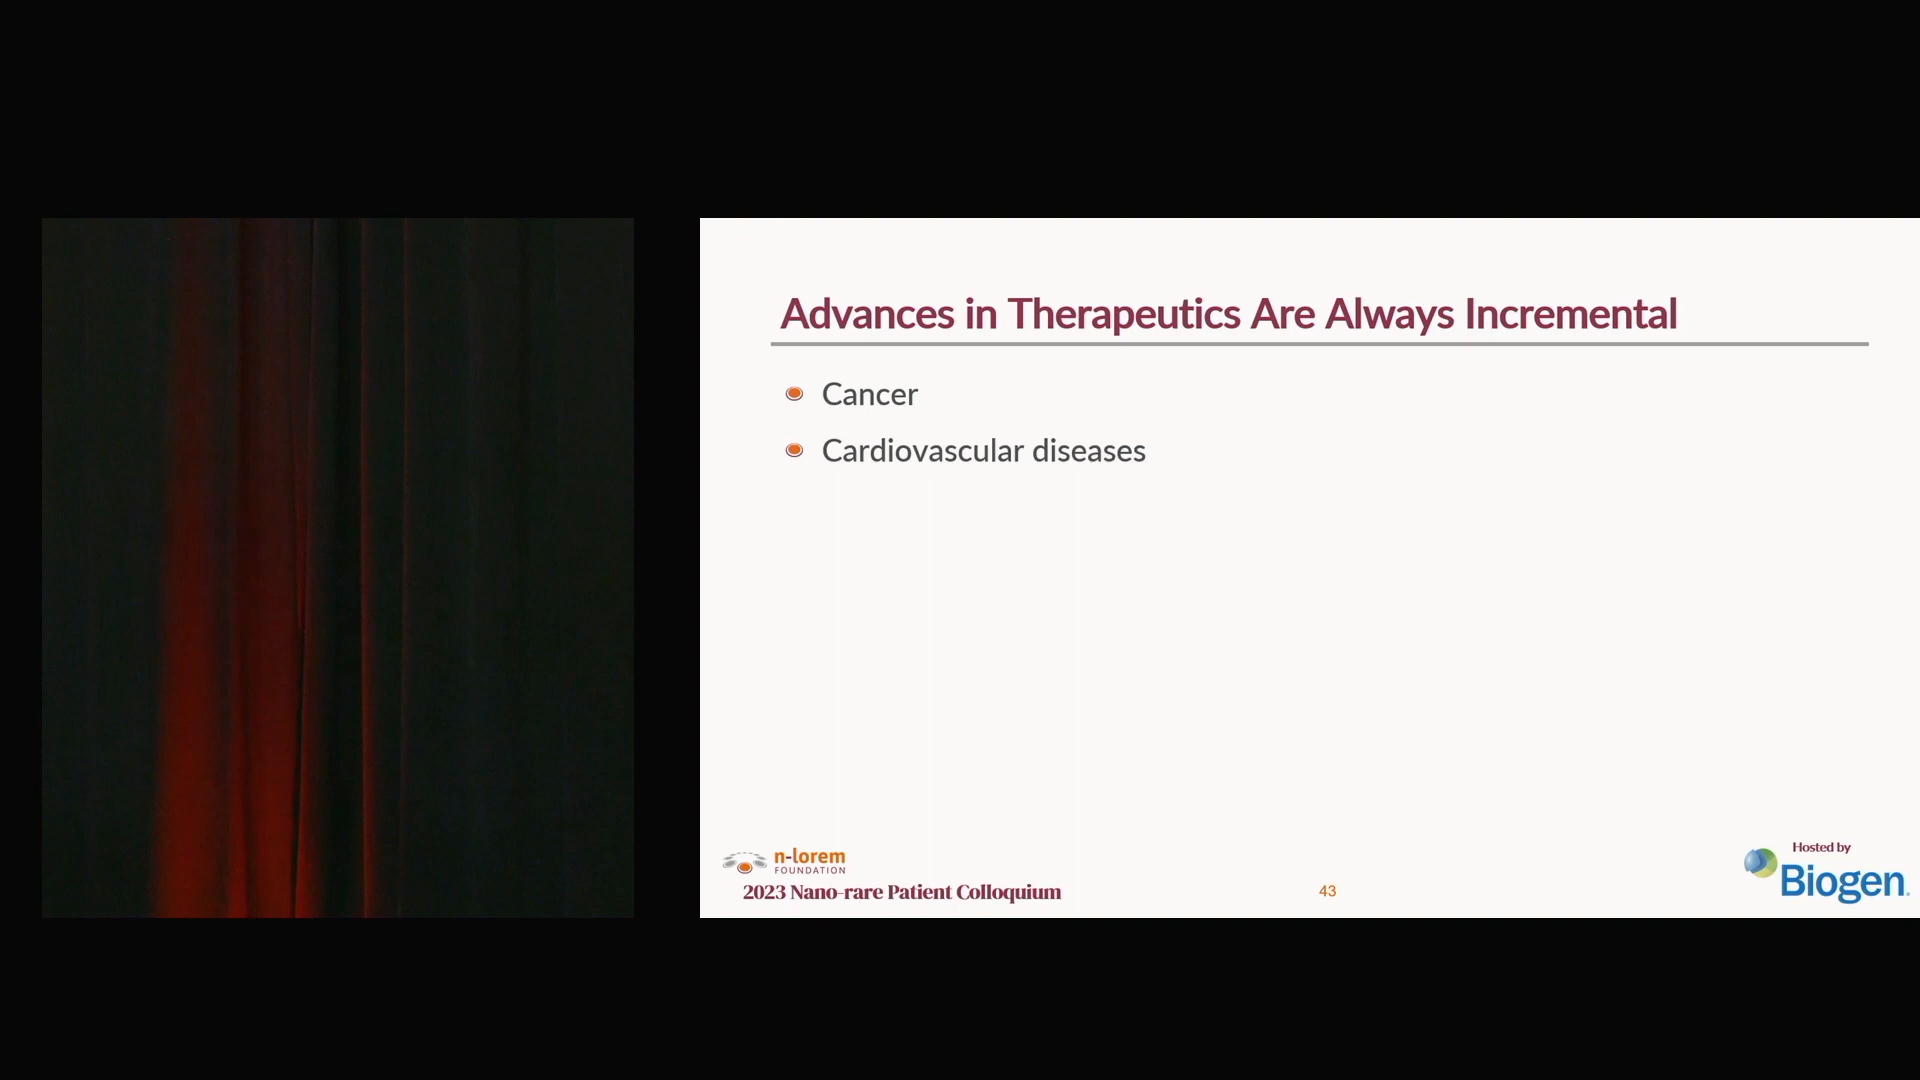 Advances in Therapeutics Are Always Incremental
Cancer
Cardiovascular diseases
n-lorem
FOUNDATION
2023 Nano-rare Patient Colloquium
43
Hosted by
Biogen.